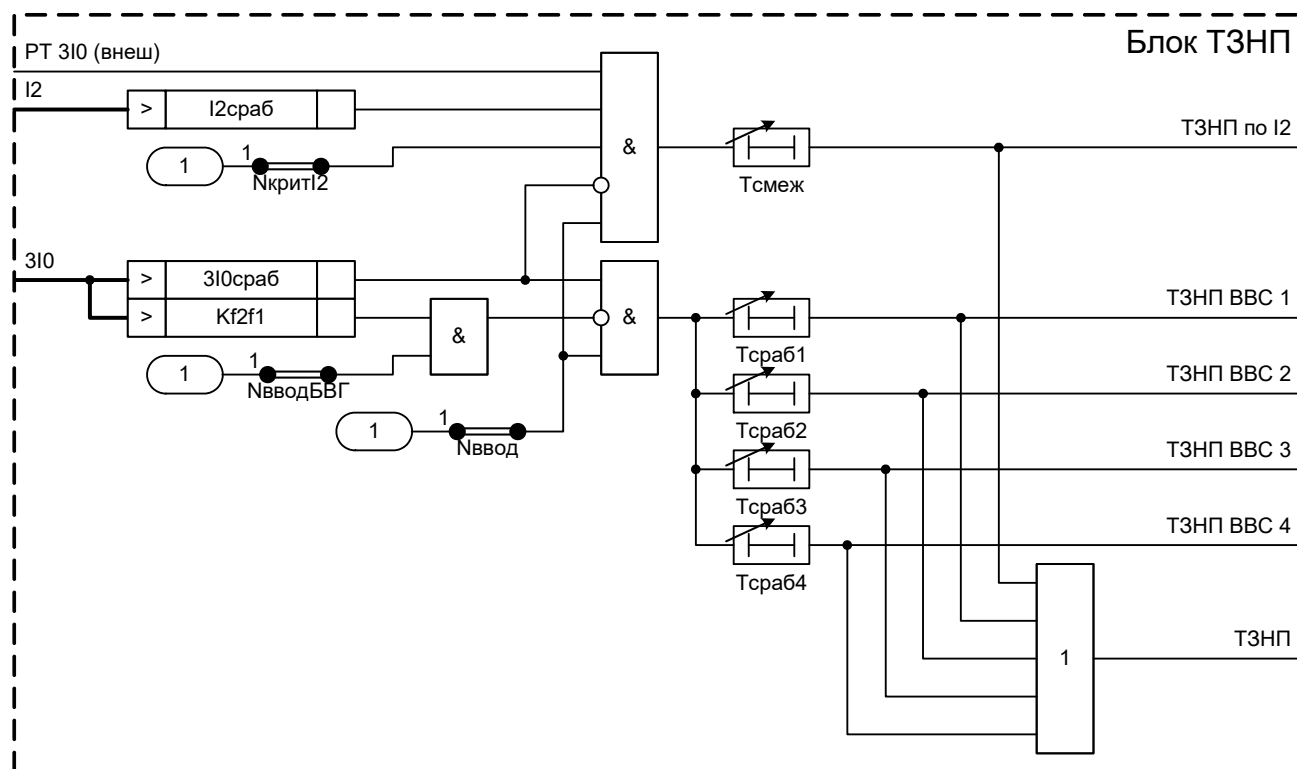 Блок ТЗНП
РТ 3I0 (внеш)
I2
> I2сраб
1
1
NкритI2
&
Тсмеж
ТЗНП по I2
3I0
> 3I0сраб
> Kf2f1
&
1
1
NвводБВГ
&
1
1
Nввод
Тсраб1
ТЗНП ВВС 1
Тсраб2
ТЗНП ВВС 2
Тсраб3
ТЗНП ВВС 3
Тсраб4
ТЗНП ВВС 4
1
ТЗНП